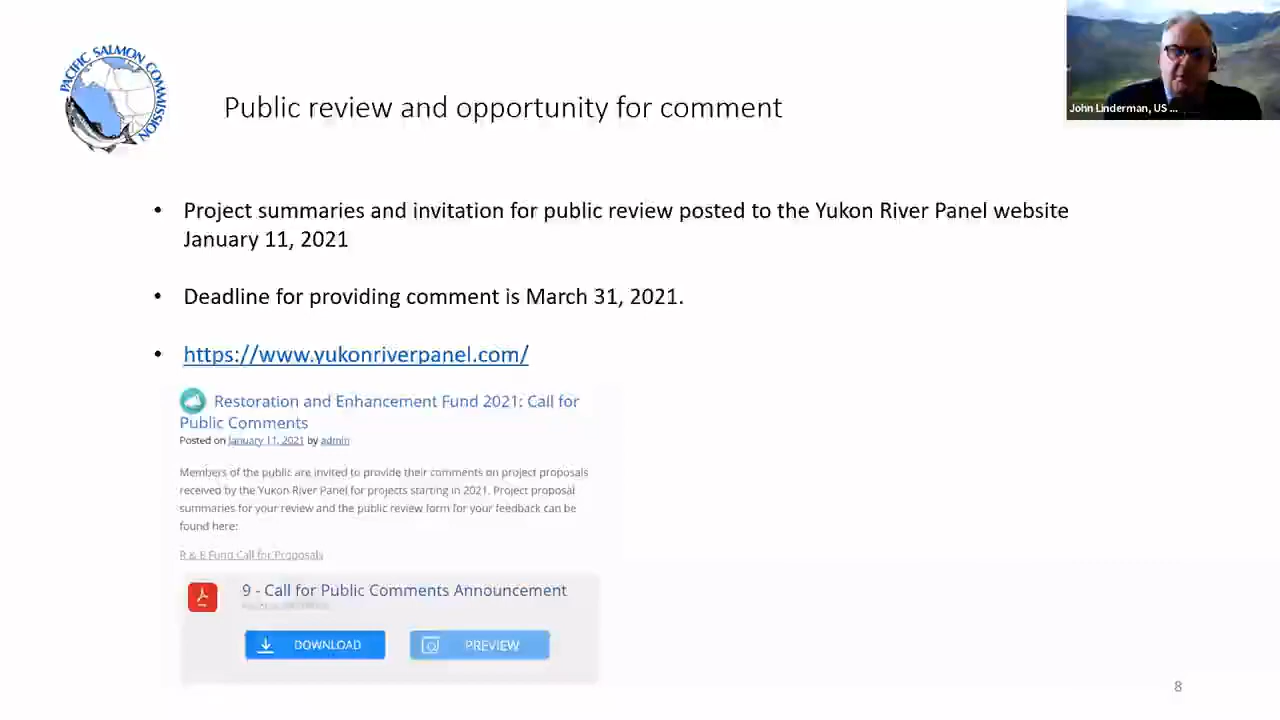 PACIFIC SALMON COMMISSION
John Linderman, US ...
Public review and opportunity for comment
• Project summaries and invitation for public review posted to the Yukon River Panel website
January 11, 2021
• Deadline for providing comment is March 31, 2021.
• https://www.yukonriverpanel.com/
Restoration and Enhancement Fund 2021: Call for
Public Comments
Posted on January 11, 2021 by admin
Members of the public are invited to provide their comments on project proposals
received by the Yukon River Panel for projects starting in 2021. Project proposal
summaries for your review and the public review form for your feedback can be
found here:
R & E Fund Call for Proposals
9 - Call for Public Comments Announcement
DOWNLOAD
PREVIEW
8